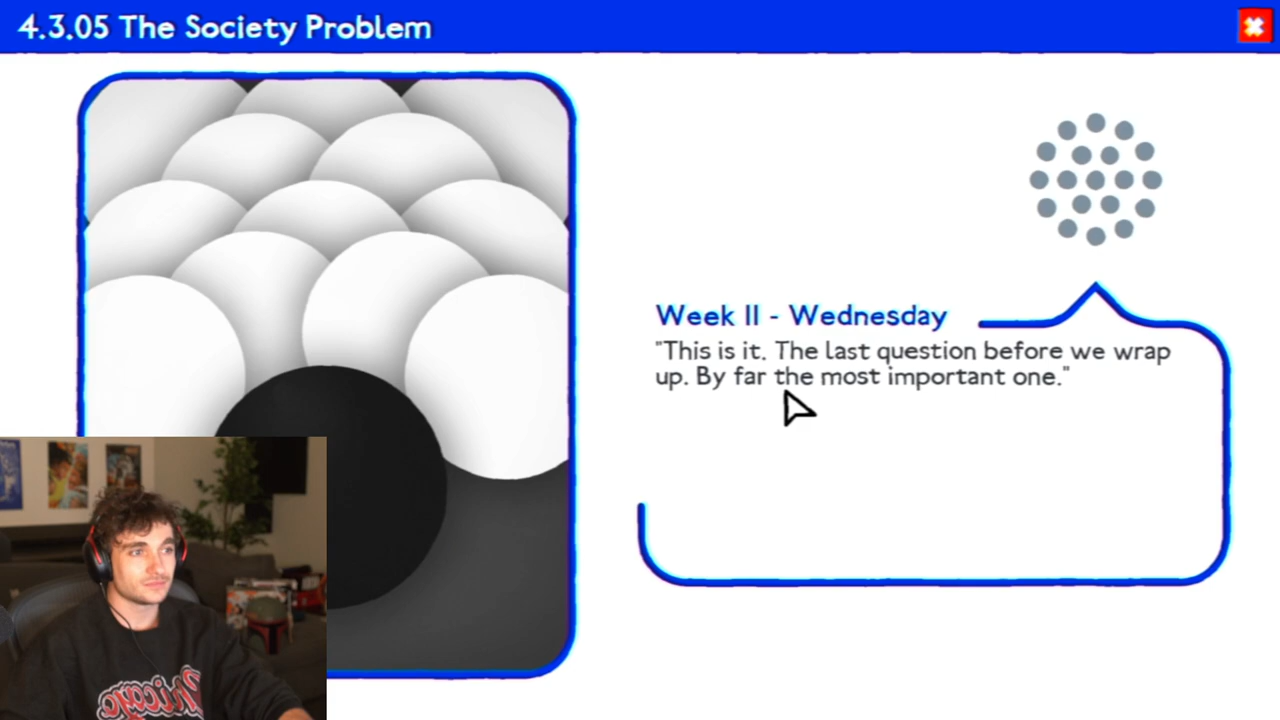 4.3.05 The Society Problem
Week II - Wednesday
"This is it. The last question before we wrap
up. By far the most important one."
Chicago